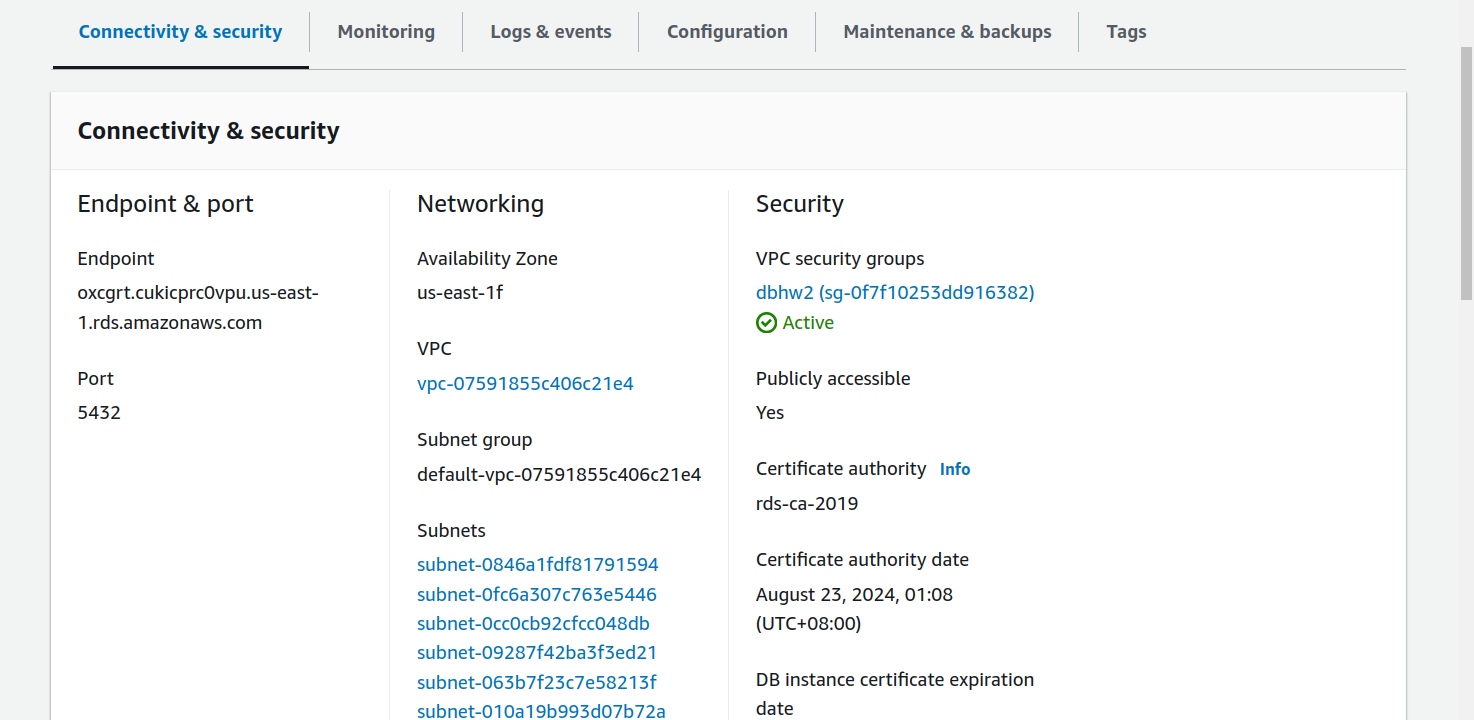 Connectivity & security
Monitoring
Logs & events
Configuration
Maintenance & backups
Tags
Connectivity & security
Endpoint & port
Endpoint
oxcgrt.cukicprc0vpu.us-east-
1.rds.amazonaws.com
Port
5432
Networking
Availability Zone
us-east-1f
VPC
vpc-07591855c406c21e4
Subnet group
default-vpc-07591855c406c21e4
Subnets
subnet-0846a1fdf81791594
subnet-0fc6a307c763e5446
subnet-0cc0cb92cfcc048db
subnet-09287f42ba3f3ed21
subnet-063b7f23c7e58213f
subnet-010a19b993d07b72a
Security
VPC security groups
dbhw2 (sg-0f7f10253dd916382)
Active
Publicly accessible
Yes
Certificate authority Info
rds-ca-2019
Certificate authority date
August 23, 2024, 01:08
(UTC+08:00)
DB instance certificate expiration
date